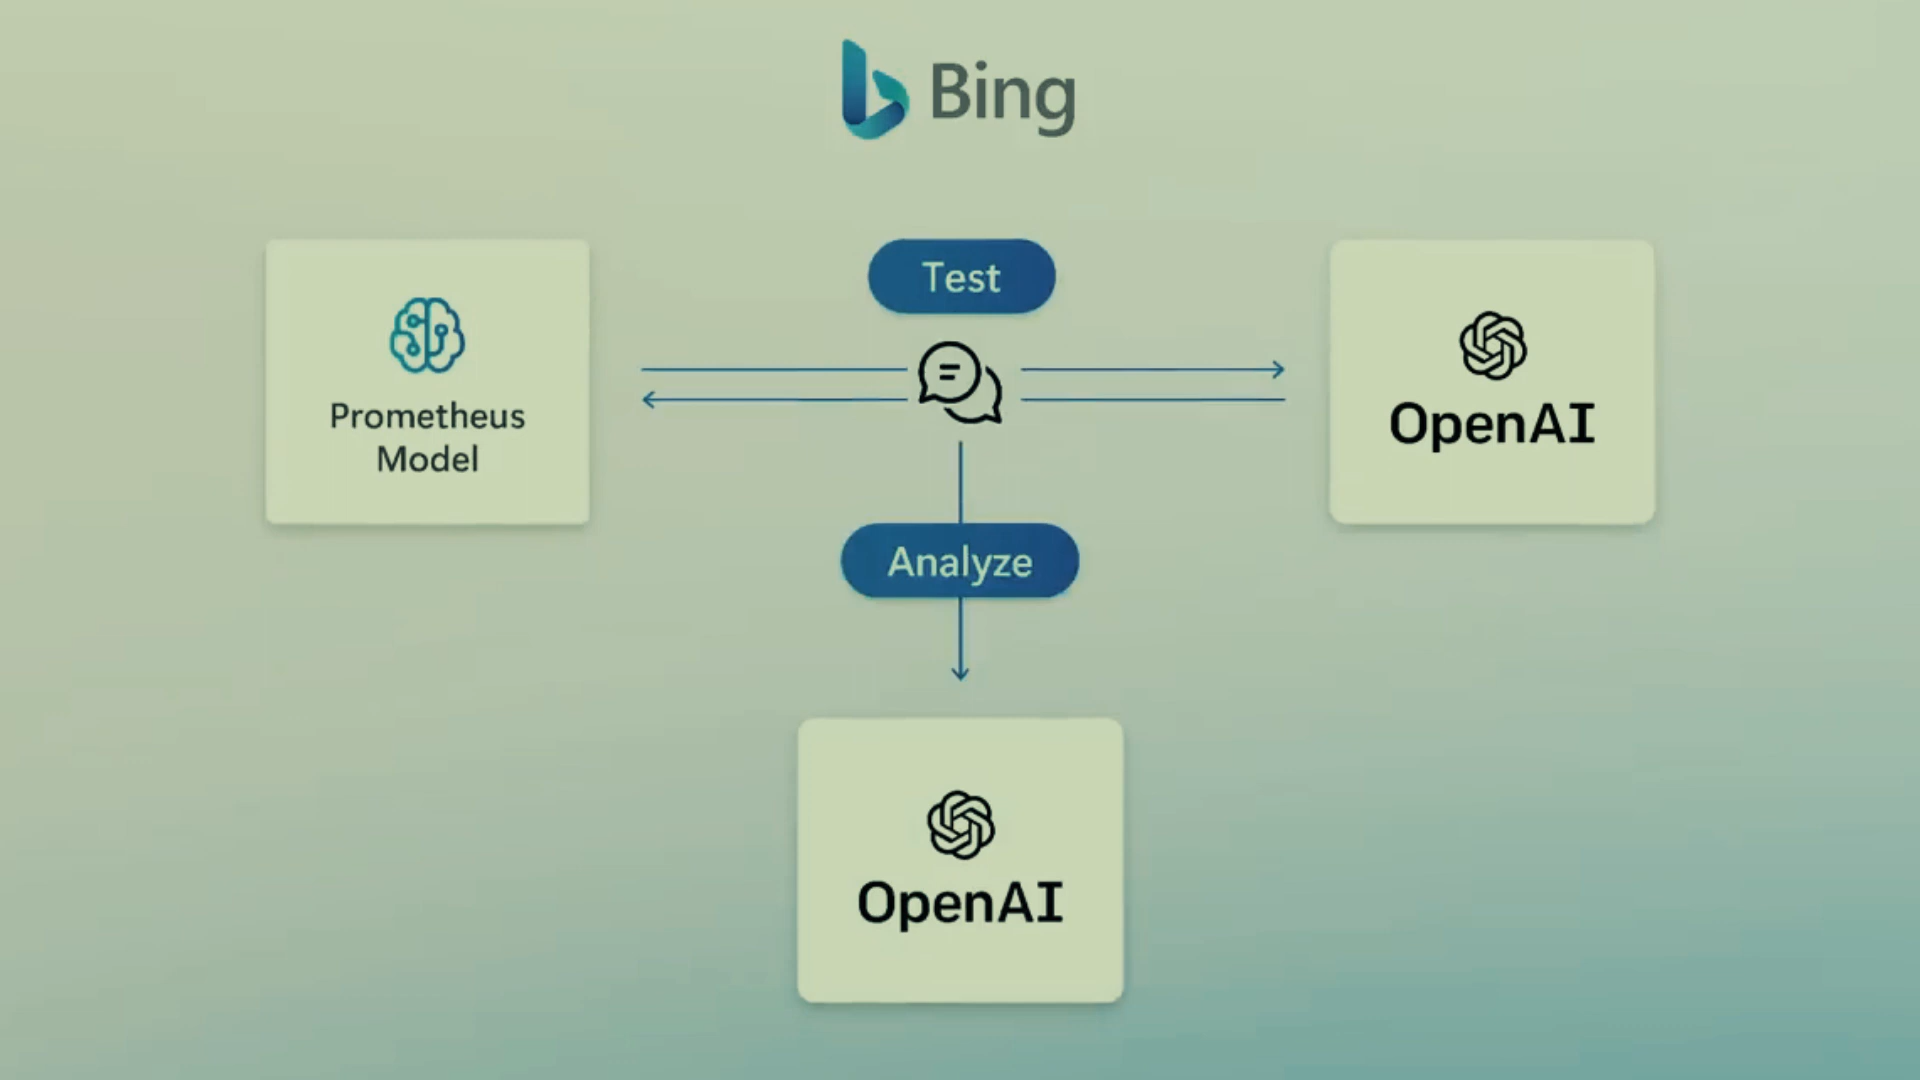 Bing
Test
Prometheus
Model
OpenAI
Analyze
OpenAI